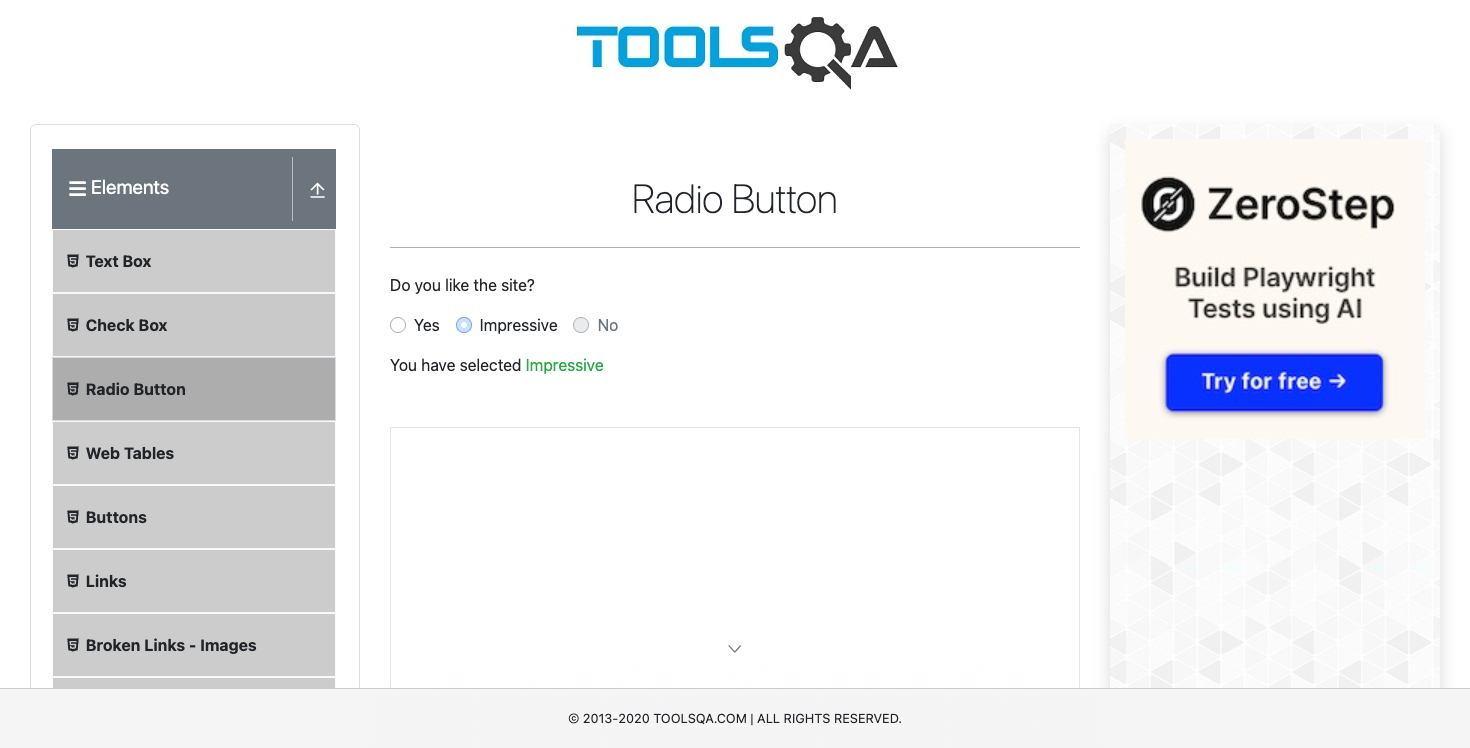 TOOLSQA
Elements
Text Box
Check Box
Radio Button
Web Tables
Buttons
Links
Broken Links - Images
Radio Button
Do you like the site?
Yes Impressive No
You have selected Impressive
ZeroStep
Build Playwright
Tests using AI
Try for free →
© 2013-2020 TOOLSQA.COM | ALL RIGHTS RESERVED.